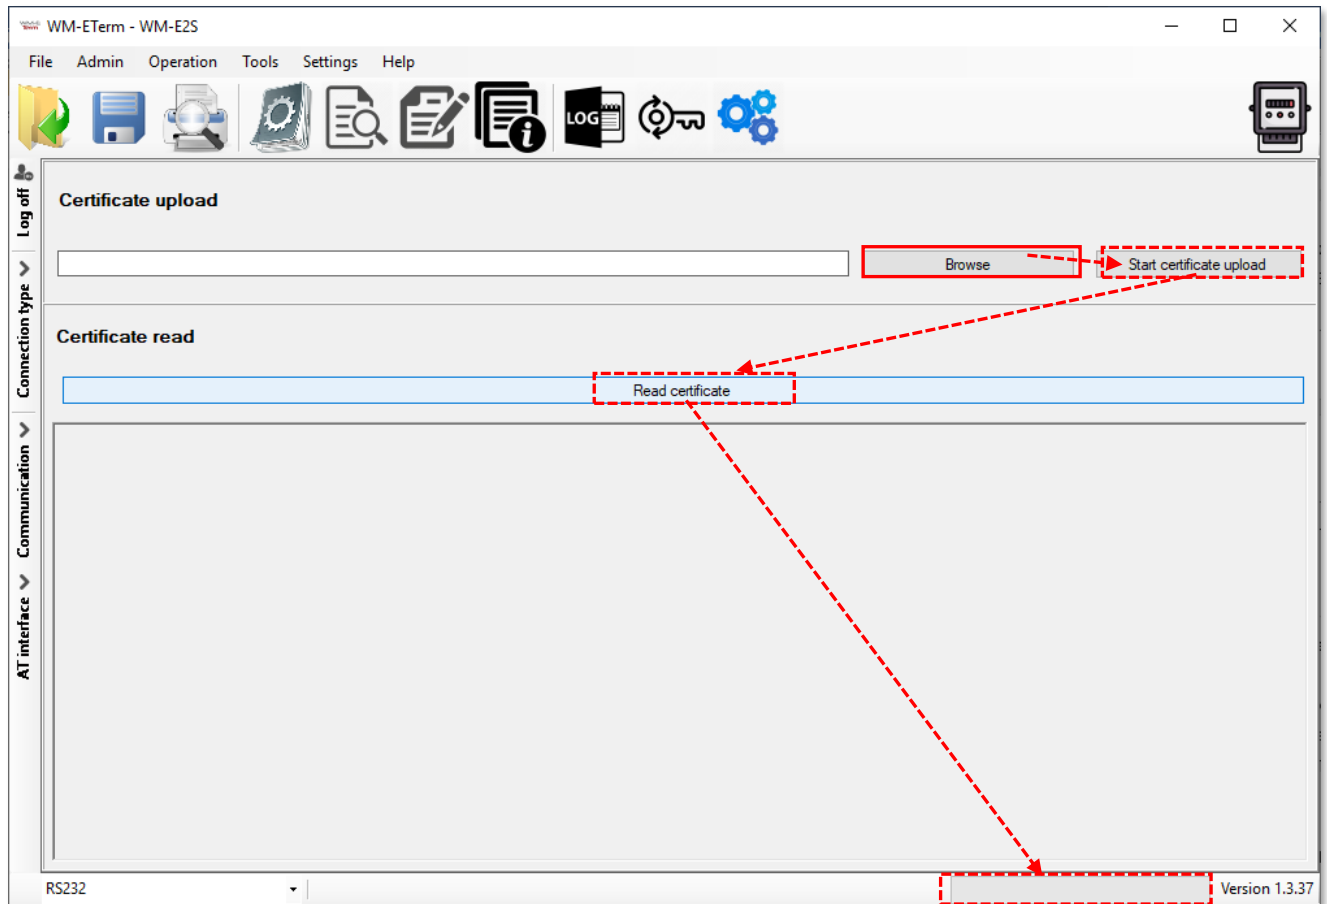 WM-ETerm - WM-E2S
File Admin Operation Tools Settings Help
LOG
Log off
Connection type
Communication
AT interface
Certificate upload
Browse
Start certificate upload
Certificate read
Read certificate
RS232
Version 1.3.37